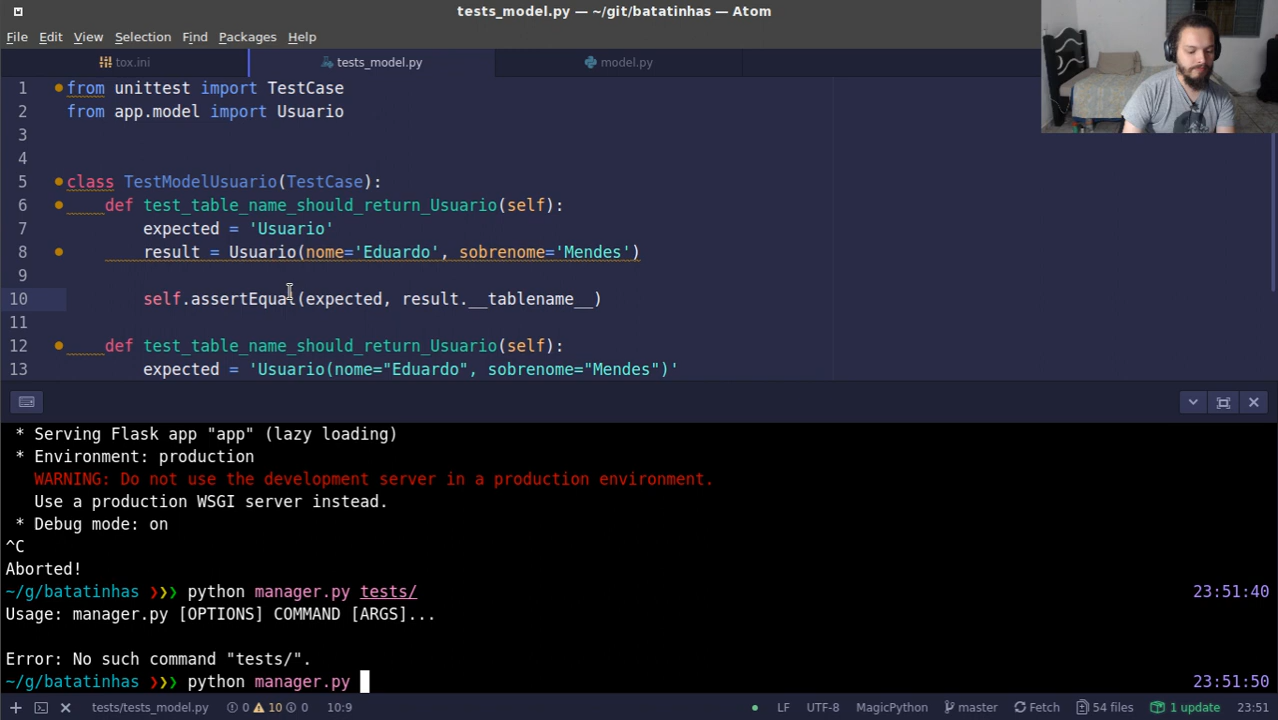 tests_model.py — ~/git/batatinhas — Atom
File Edit View Selection Find Packages Help
tox.ini tests_model.py model.py
1 from unittest import TestCase
2 from app.model import Usuario
3
4
5 class TestModelUsuario(TestCase):
6 def test_table_name_should_return_Usuario(self):
7 expected = 'Usuario'
8 result = Usuario(nome='Eduardo', sobrenome='Mendes')
9
10 self.assertEqual(expected, result.__tablename__)
11
12 def test_table_name_should_return_Usuario(self):
13 expected = 'Usuario(nome="Eduardo", sobrenome="Mendes")'
* Serving Flask app "app" (lazy loading)
* Environment: production
WARNING: Do not use the development server in a production environment.
Use a production WSGI server instead.
* Debug mode: on
^C
Aborted!
~/g/batatinhas ❯❯❯ python manager.py tests/ 23:51:40
Usage: manager.py [OPTIONS] COMMAND [ARGS]...
Error: No such command "tests/".
~/g/batatinhas ❯❯❯ python manager.py 23:51:50
tests/tests_model.py 0 10 0 10:9 LF UTF-8 MagicPython master Fetch 54 files 1 update 23:51